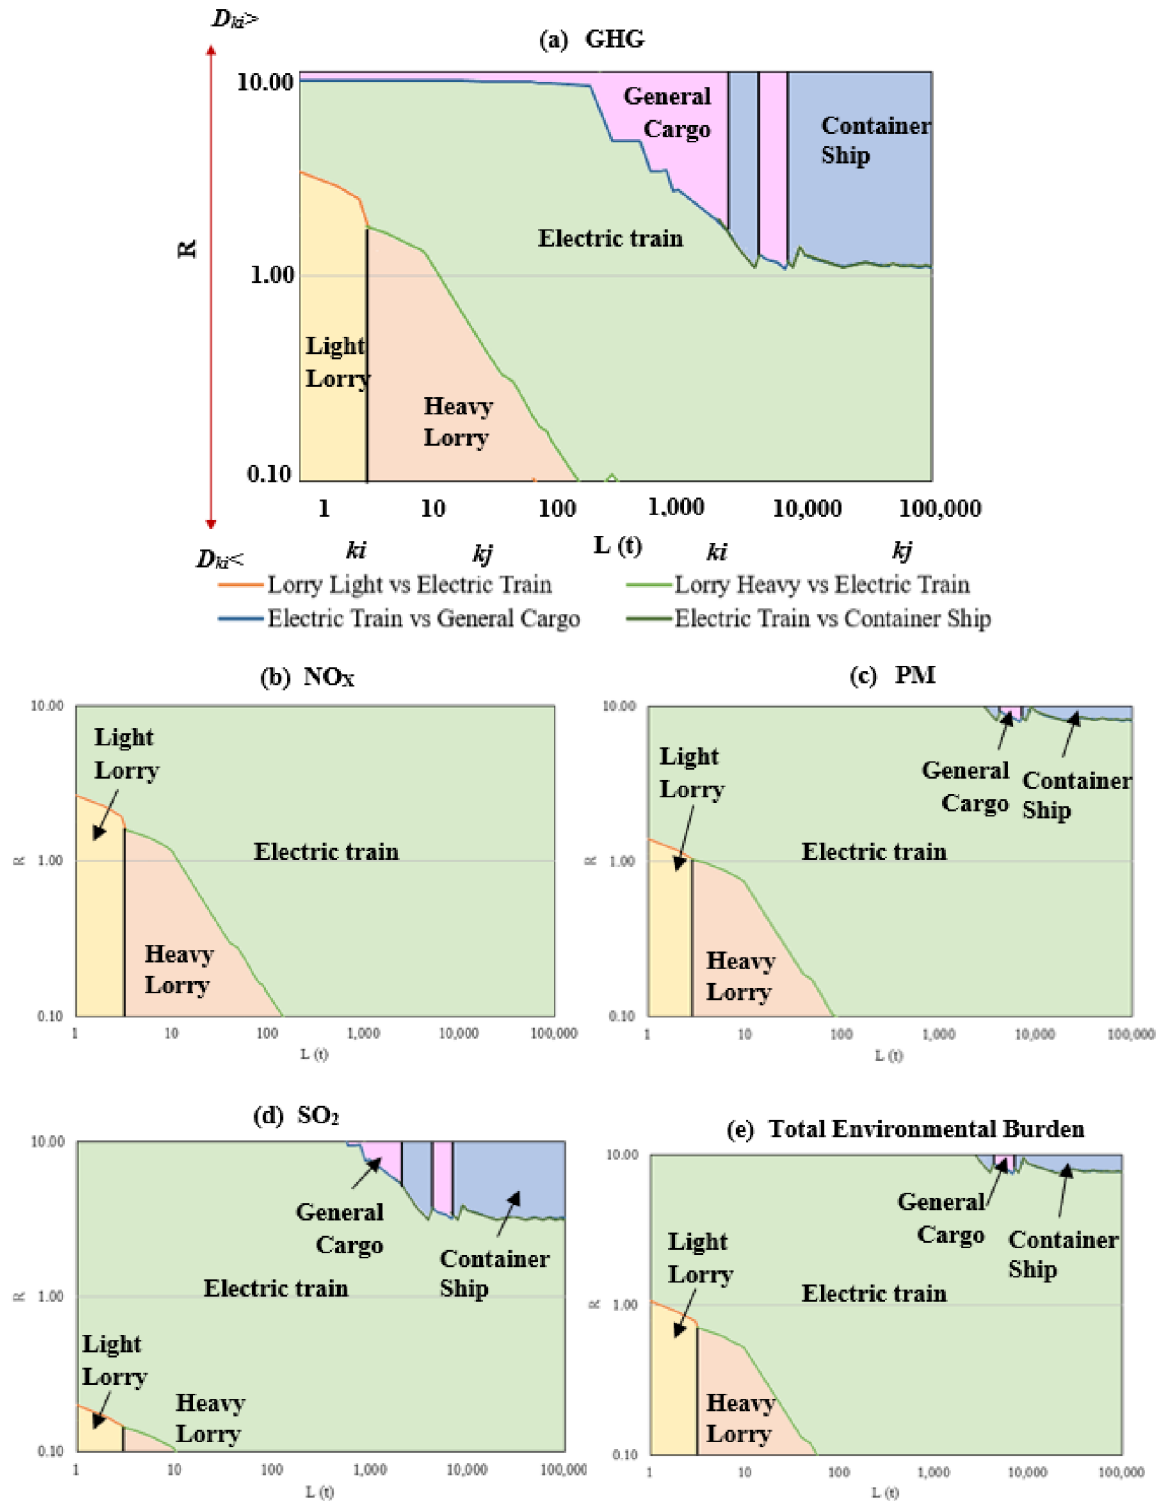 Dki>
(a) GHG
10.00
General
Cargo
Container
Ship
Electric train
R
1.00
Light
Lorry
Heavy
Lorry
0.10
1 10 100 1,000 10,000 100,000
Dki<
ki kj L (t) ki kj
Lorry Light vs Electric Train Lorry Heavy vs Electric Train
Electric Train vs General Cargo Electric Train vs Container Ship
(b) NOX
10.00
Light
Lorry
R
1.00
Electric train
Heavy
Lorry
0.10
1 10 100 1,000 10,000 100,000
L (t)
(c) PM
10.00
Light
Lorry
General
Cargo
Container
Ship
R
1.00
Electric train
Heavy
Lorry
0.10
1 10 100 1,000 10,000 100,000
L (t)
(d) SO2
10.00
General
Cargo
Container
Ship
Electric train
R
1.00
Light
Lorry
Heavy
Lorry
0.10
1 10 100 1,000 10,000 100,000
L (t)
(e) Total Environmental Burden
10.00
General
Cargo
Container
Ship
Light
Lorry
Electric train
R
1.00
Heavy
Lorry
0.10
1 10 100 1,000 10,000 100,000
L (t)